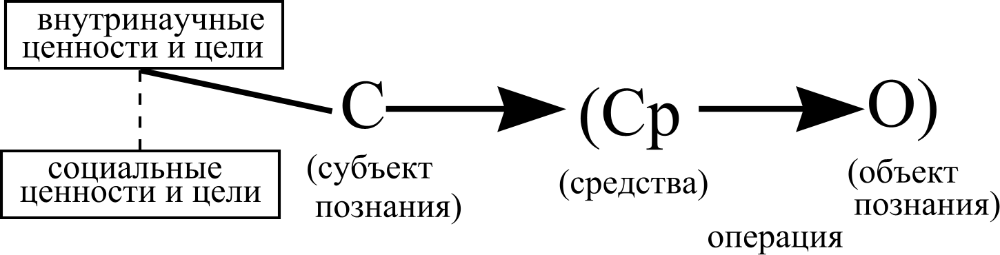 внутринаучные
ценности и цели
социальные
ценности и цели
С
(субъект
познания)
(Ср
(средства)
операция
О)
(объект
познания)